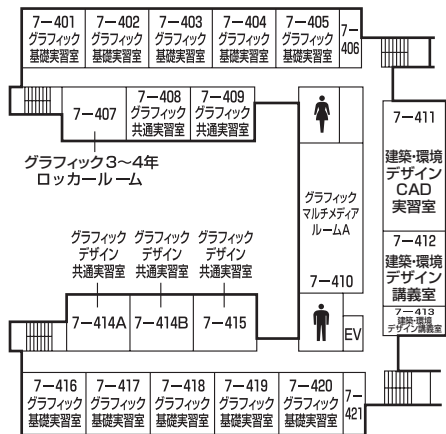 7－401
グラフィック
基礎実習室
7－402
グラフィック
基礎実習室
7－403
グラフィック
基礎実習室
7－404
グラフィック
基礎実習室
7－405
グラフィック
基礎実習室
7－
406
7－407
グラフィック3〜4年
ロッカールーム
7－408
グラフィック
共通実習室
7－409
グラフィック
共通実習室
グラフィック
マルチメディア
ルームA
7－410
7－411
建築・環境
デザイン
CAD
実習室
7－412
建築・環境
デザイン
講義室
7－413
建築・環境
デザイン講義室
グラフィック
デザイン
共通実習室
7－414A
グラフィック
デザイン
共通実習室
7－414B
グラフィック
デザイン
共通実習室
7－415
EV
7－416
グラフィック
基礎実習室
7－417
グラフィック
基礎実習室
7－418
グラフィック
基礎実習室
7－419
グラフィック
基礎実習室
7－420
グラフィック
基礎実習室
7－
421